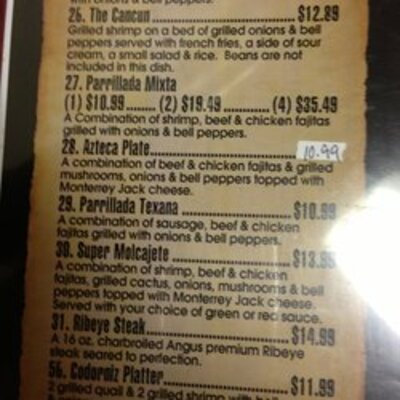 with onions & bell peppers.
26. The Cancun.......................................$12.89
Grilled shrimp on a bed of grilled onions & bell
peppers served with french fries, a side of sour
cream, a small salad & rice. Beans are not
included in this dish.
27. Parrillada Mixta
(1) $10.99.......... (2) $19.49.......... (4) $35.49
A Combination of shrimp, beef & chicken fajitas
grilled with onions & bell peppers.
28. Azteca Plate.................................... 10.99
A combination of beef & chicken fajitas & grilled
mushrooms, onions & bell peppers topped with
Monterrey Jack cheese.
29. Parrillada Texana............................$10.99
A combination of sausage, beef & chicken
fajitas grilled with onions & bell peppers.
30. Super Molcajete..............................$13.95
A combination of shrimp, beef & chicken
fajitas, grilled cactus, onions, mushrooms & bell
peppers topped with Monterrey Jack cheese.
Served with your choice of green or red sauce.
31. Ribeye Steak....................................$14.99
A 16 oz. charbroiled Angus premium Ribeye
steak seared to perfection.
56. Codorniz Platter..............................$11.99
2 grilled quail & 2 grilled shrimp with